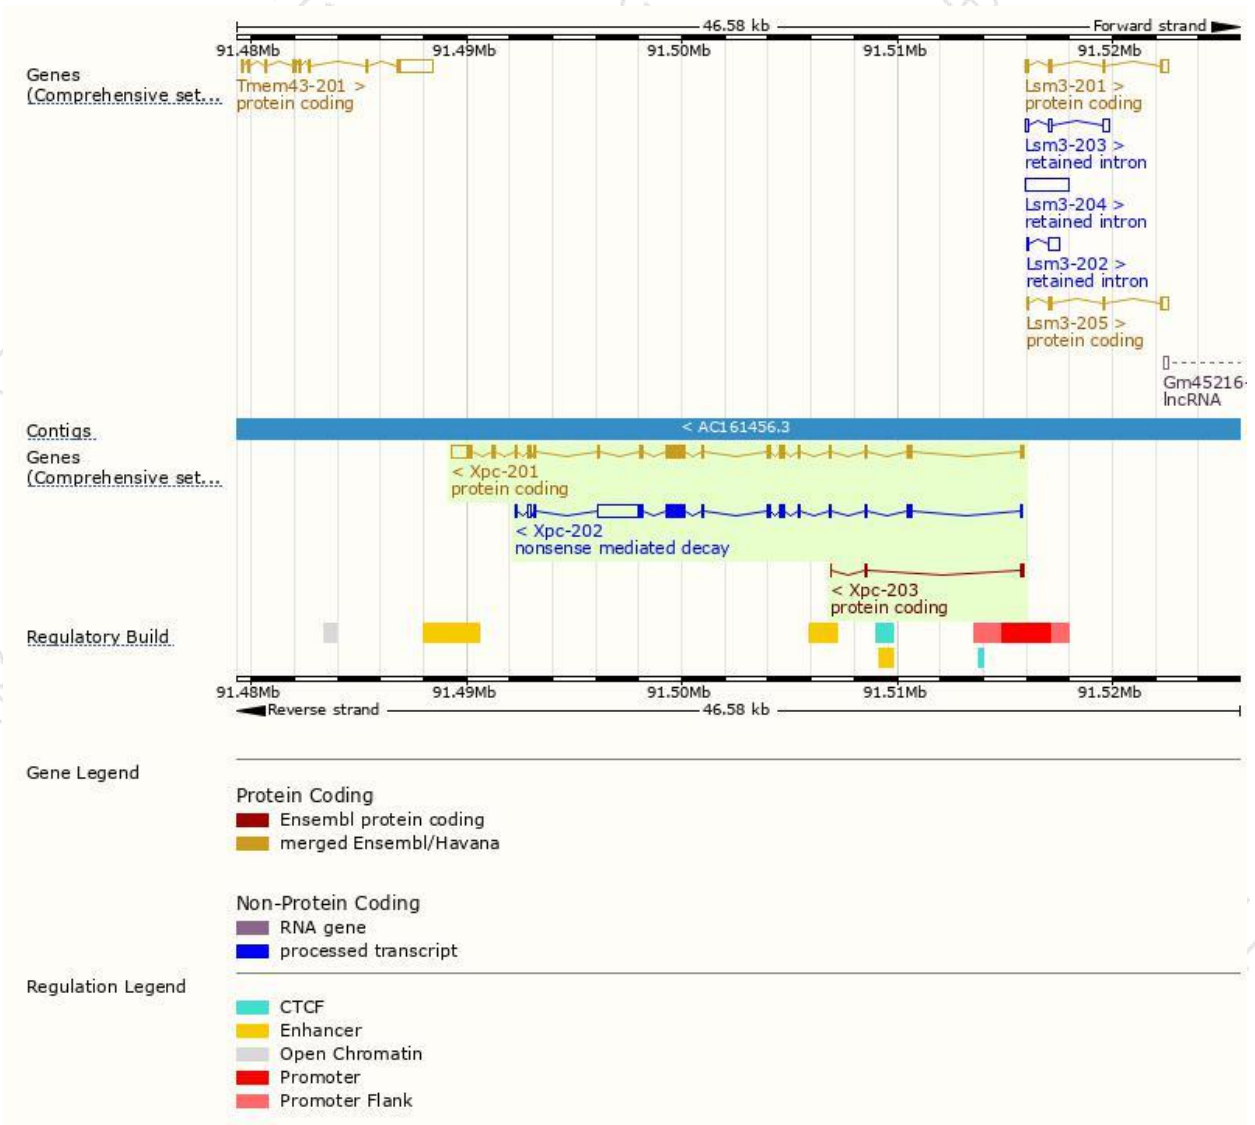 46.58 kb Forward strand
91.48Mb 91.49Mb 91.50Mb 91.51Mb 91.52Mb
Genes
(Comprehensive set...
Tmem43-201 >
protein coding
Lsm3-201 >
protein coding
Lsm3-203 >
retained intron
Lsm3-204 >
retained intron
Lsm3-202 >
retained intron
Lsm3-205 >
protein coding
Gm45216-
lncRNA
Contigs
< AC161456.3
Genes
(Comprehensive set...
< Xpc-201
protein coding
< Xpc-202
nonsense mediated decay
< Xpc-203
protein coding
Regulatory Build
91.48Mb 91.49Mb 91.50Mb 91.51Mb 91.52Mb
Reverse strand 46.58 kb
Gene Legend
Protein Coding
Ensembl protein coding
merged Ensembl/Havana
Non-Protein Coding
RNA gene
processed transcript
Regulation Legend
CTCF
Enhancer
Open Chromatin
Promoter
Promoter Flank